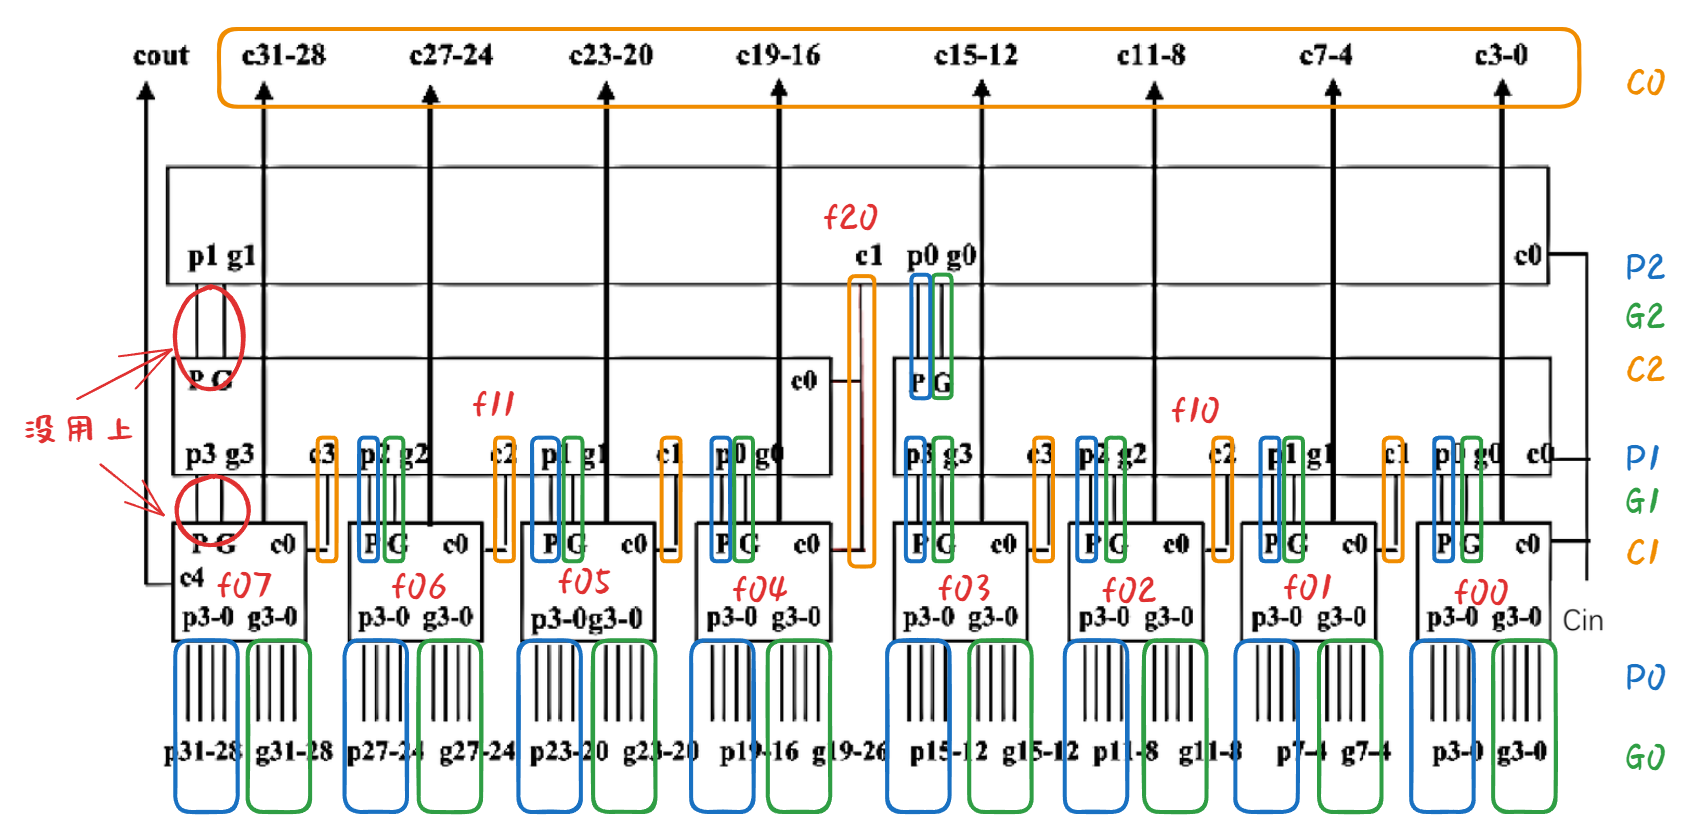 cout c31-28 c27-24 c23-20 c19-16 c15-12 c11-8 c7-4 c3-0 C0
f20
p1 g1 c1 p0 g0 c0 P2
G2
P G c0 P G C2
f11 f10
没用上
p3 g3 c3 p2 g2 c2 p1 g1 c1 p0 g0 p3 g3 c3 p2 g2 c2 p1 g1 c1 p0 g0 c0 P1
G1
P G c0 P G c0 P G c0 P G c0 P G c0 P G c0 P G c0 P G c0 C1
c4 f07 f06 f05 f04 f03 f02 f01 f00
p3-0 g3-0 p3-0 g3-0 p3-0g3-0 p3-0 g3-0 p3-0 g3-0 p3-0 g3-0 p3-0 g3-0 p3-0 g3-0 Cin
P0
p31-28 g31-28 p27-24 g27-24 p23-20 g23-20 p19-16 g19-26 p15-12 g15-12 p11-8 g11-8 p7-4 g7-4 p3-0 g3-0 G0